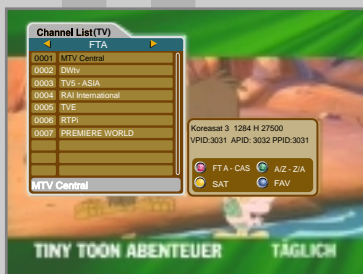 Channel List(TV)
FTA
0001 MTV Central
0002 DWtv
0003 TV5 - ASIA
0004 RAI International
0005 TVE
0006 RTPi
0007 PREMIERE WORLD
MTV Central
Koreasat 3 1284 H 27500
VPID:3031 APID: 3032 PPID:3031
FTA - CAS A/Z - Z/A
SAT FAV
TINY TOON ABENTEUER TÄGLICH